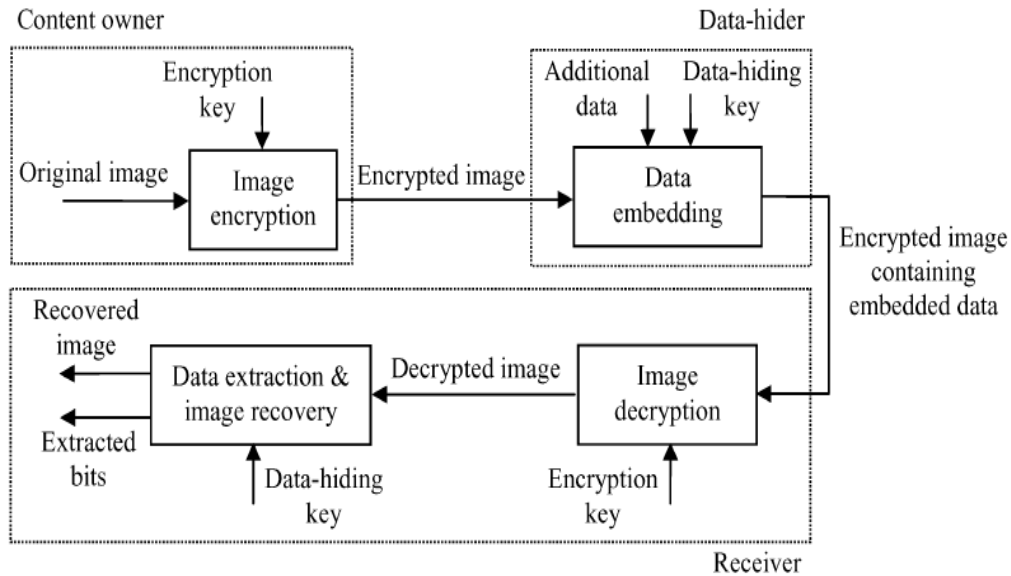 Content owner
Data-hider
Encryption
key
Additional
data
Data-hiding
key
Original image
Image
encryption
Encrypted image
Data
embedding
Encrypted image
containing
embedded data
Recovered
image
Data extraction &
image recovery
Decrypted image
Image
decryption
Extracted
bits
Data-hiding
key
Encryption
key
Receiver